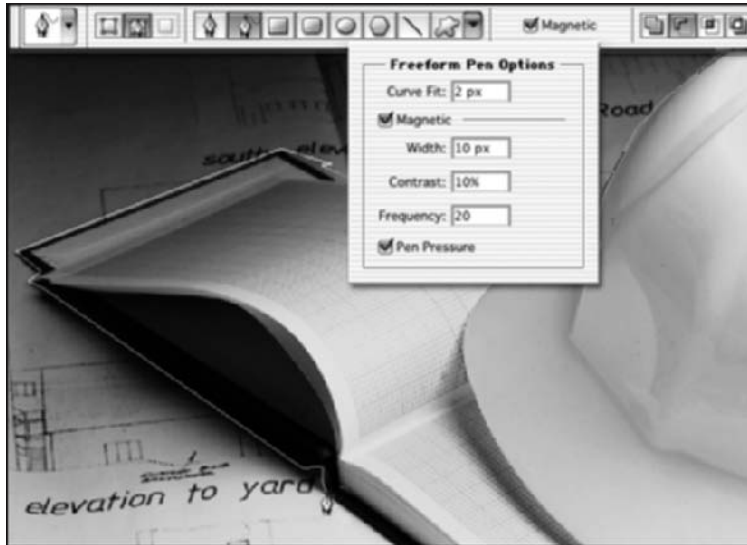 Magnetic
Freeform Pen Options
Curve Fit: 2 px
Magnetic
Width: 10 px
Contrast: 10%
Frequency: 20
Pen Pressure
Road
south elev
elevation to yard